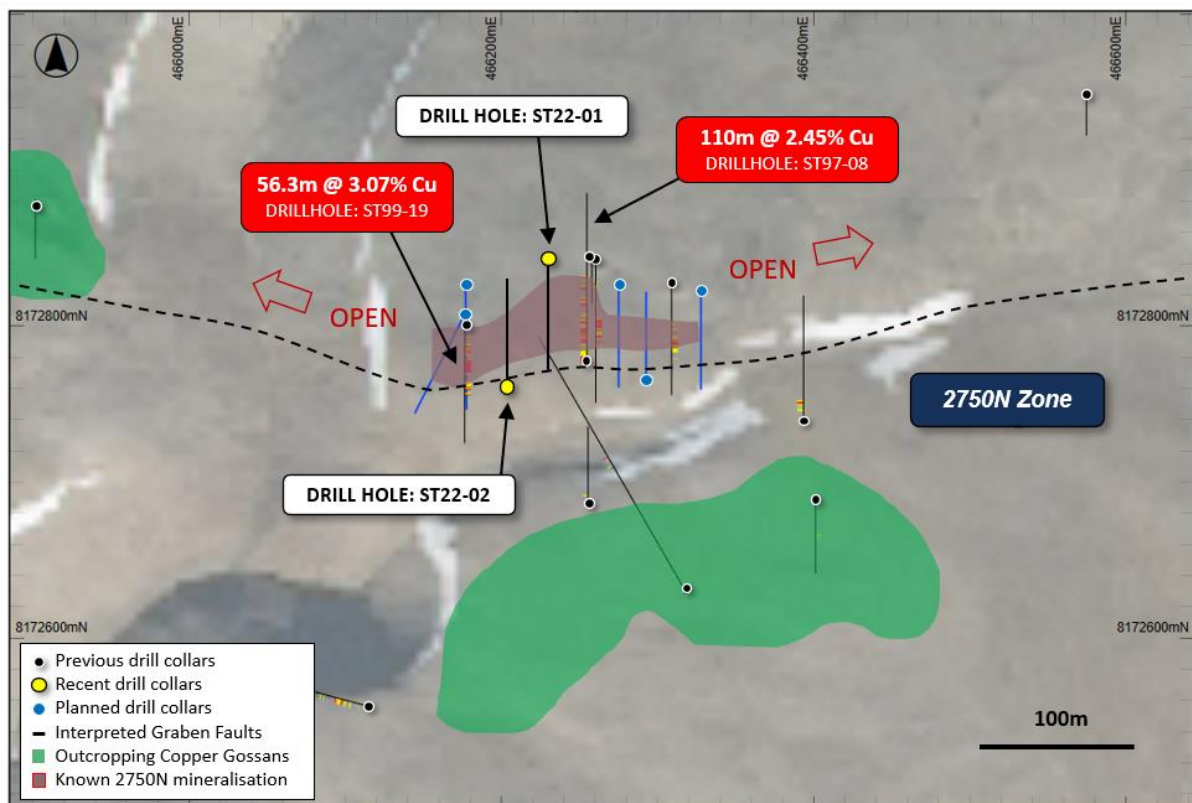 466000mE
466200mE
466400mE
466600mE
DRILL HOLE: ST22-01
110m @ 2.45% Cu
DRILLHOLE: ST97-08
56.3m @ 3.07% Cu
DRILLHOLE: ST99-19
OPEN
OPEN
8172800mN
8172800mN
2750N Zone
DRILL HOLE: ST22-02
8172600mN
8172600mN
Previous drill collars
Recent drill collars
Planned drill collars
Interpreted Graben Faults
Outcropping Copper Gossans
Known 2750N mineralisation
100m